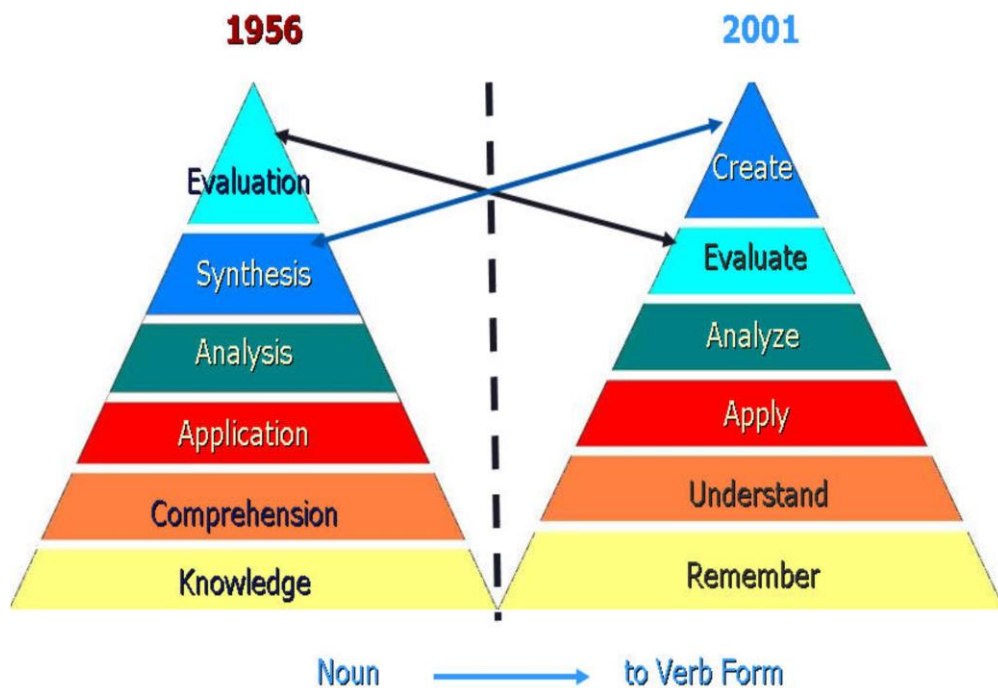 1956
Evaluation
Synthesis
Analysis
Application
Comprehension
Knowledge
2001
Create
Evaluate
Analyze
Apply
Understand
Remember
Noun to Verb Form